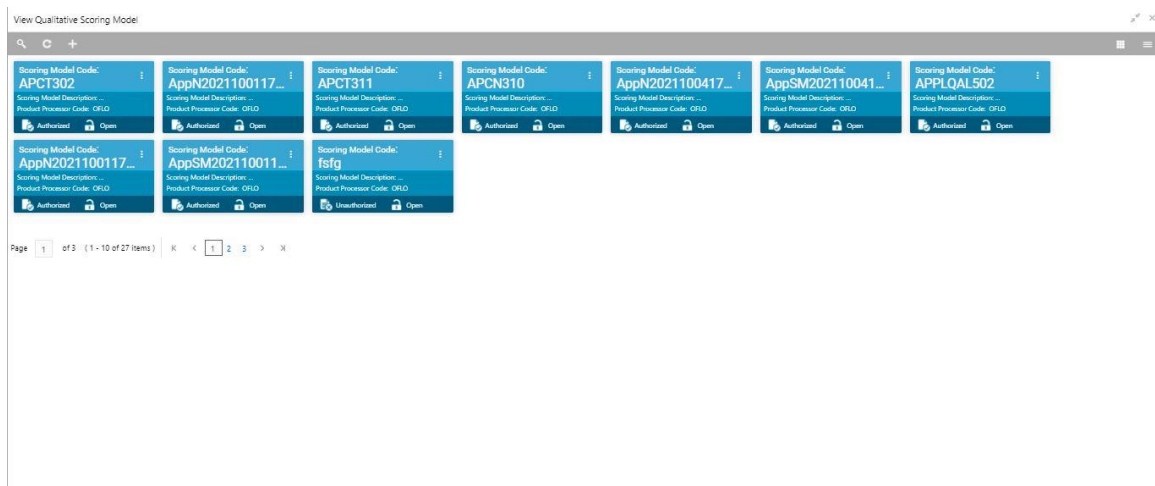 View Qualitative Scoring Model
Scoring Model Code:
APCT302
Scoring Model Description: ...
Product Processor Code: OFLO
Authorized Open
Scoring Model Code:
AppN2021100117...
Scoring Model Description: ...
Product Processor Code: OFLO
Authorized Open
Scoring Model Code:
APCT311
Scoring Model Description: ...
Product Processor Code: OFLO
Authorized Open
Scoring Model Code:
APCN310
Scoring Model Description: ...
Product Processor Code: OFLO
Authorized Open
Scoring Model Code:
AppN2021100417...
Scoring Model Description: ...
Product Processor Code: OFLO
Authorized Open
Scoring Model Code:
AppSM202110041...
Scoring Model Description: ...
Product Processor Code: OFLO
Authorized Open
Scoring Model Code:
APPLQAL502
Scoring Model Description: ...
Product Processor Code: OFLO
Authorized Open
Scoring Model Code:
AppN2021100117...
Scoring Model Description: ...
Product Processor Code: OFLO
Authorized Open
Scoring Model Code:
AppSM202110011...
Scoring Model Description: ...
Product Processor Code: OFLO
Authorized Open
Scoring Model Code:
fsfg
Scoring Model Description: ...
Product Processor Code: OFLO
Unauthorized Open
Page 1 of 3 (1 - 10 of 27 items) 1 2 3